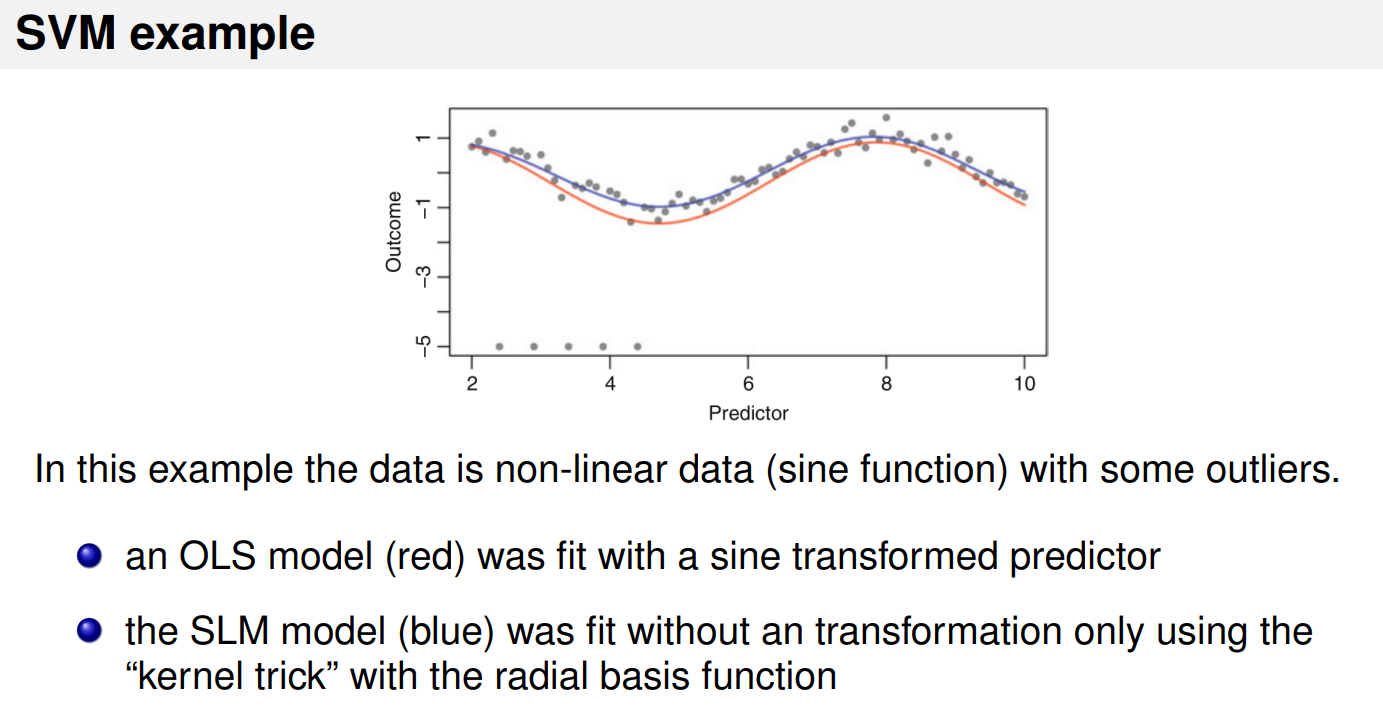 SVM example
1
−1
−3
−5
Outcome
2 4 6 8 10
Predictor
In this example the data is non-linear data (sine function) with some outliers.
an OLS model (red) was fit with a sine transformed predictor
the SLM model (blue) was fit without an transformation only using the
“kernel trick” with the radial basis function